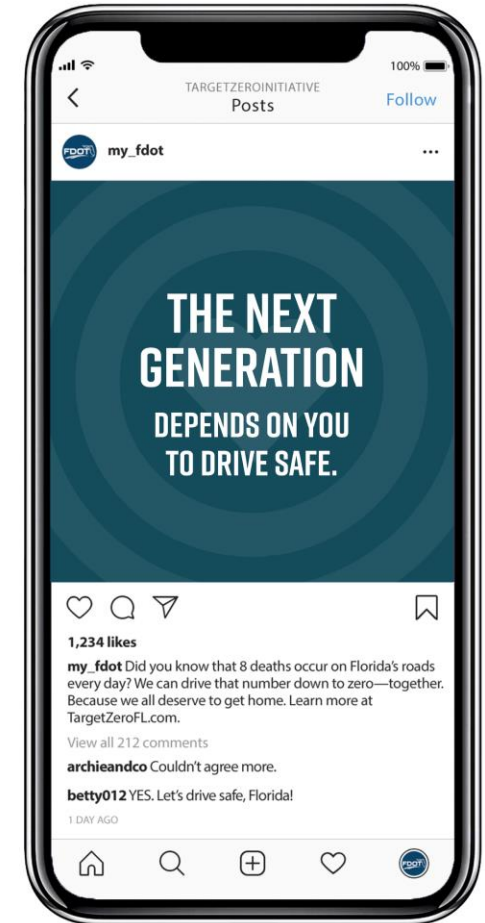 100%
TARGETZEROINITIATIVE
Posts
Follow
FDOT
my_fdot
THE NEXT
GENERATION
DEPENDS ON YOU
TO DRIVE SAFE.
1,234 likes
my_fdot Did you know that 8 deaths occur on Florida's roads
every day? We can drive that number down to zero—together.
Because we all deserve to get home. Learn more at
TargetZeroFL.com.
View all 212 comments
archieandco Couldn't agree more.
betty012 YES. Let's drive safe, Florida!
1 DAY AGO
FDOT